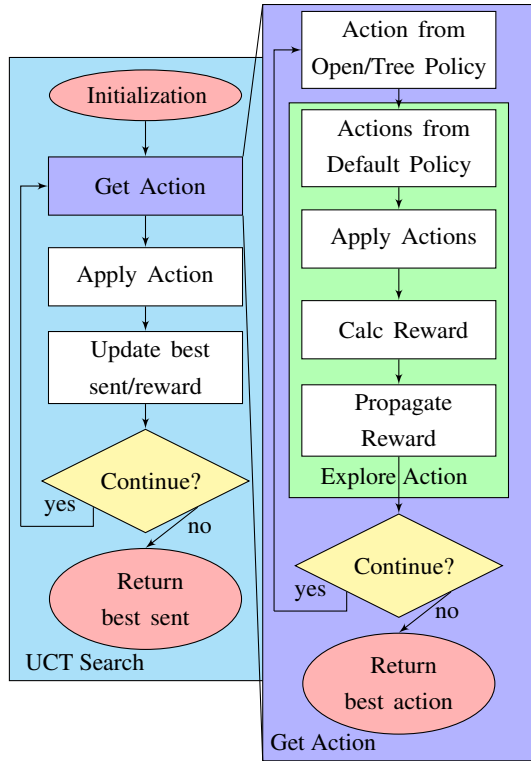 Initialization
Get Action
Apply Action
Update best
sent/reward
Continue?
yes
no
Return
best sent
UCT Search
Action from
Open/Tree Policy
Actions from
Default Policy
Apply Actions
Calc Reward
Propagate
Reward
Explore Action
Continue?
yes
no
Return
best action
Get Action